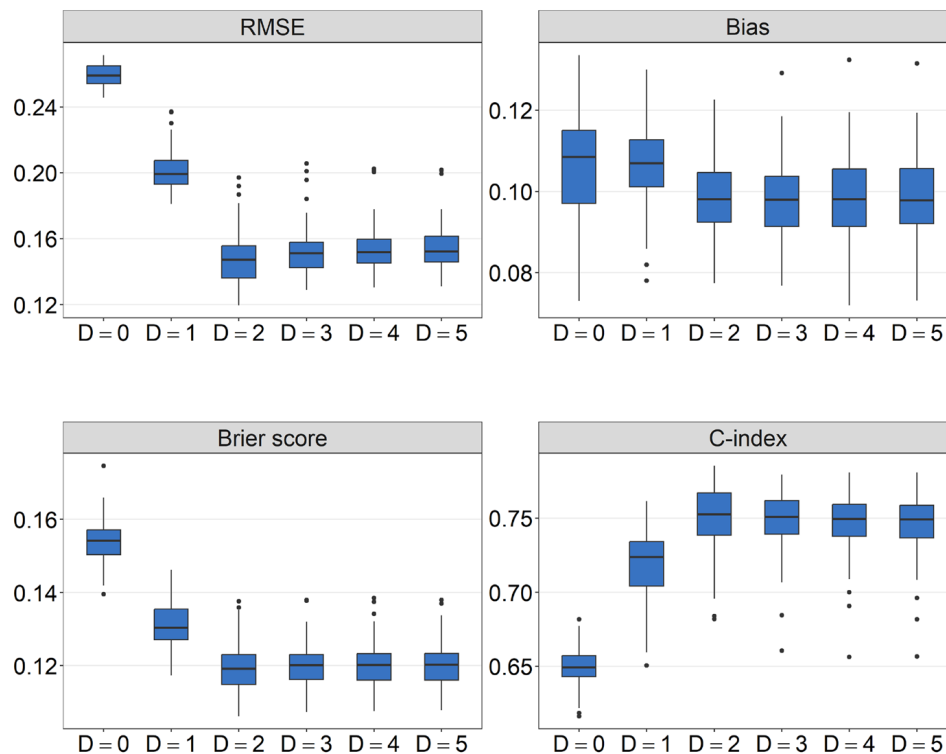 RMSE
0.24
0.20
0.16
0.12
D = 0 D = 1 D = 2 D = 3 D = 4 D = 5
Bias
0.12
0.10
0.08
D = 0 D = 1 D = 2 D = 3 D = 4 D = 5
Brier score
0.16
0.14
0.12
D = 0 D = 1 D = 2 D = 3 D = 4 D = 5
C-index
0.75
0.70
0.65
D = 0 D = 1 D = 2 D = 3 D = 4 D = 5